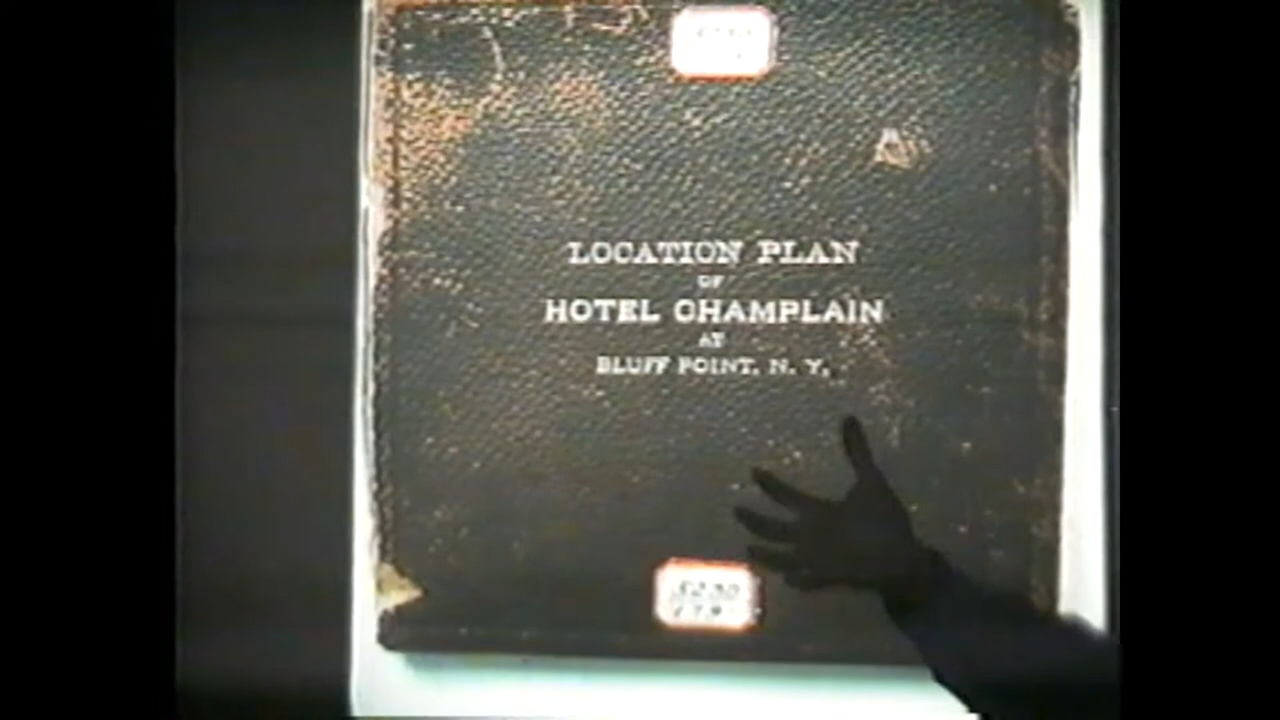 LOCATION PLAN
OF
HOTEL CHAMPLAIN
AT
BLUFF POINT, N. Y.